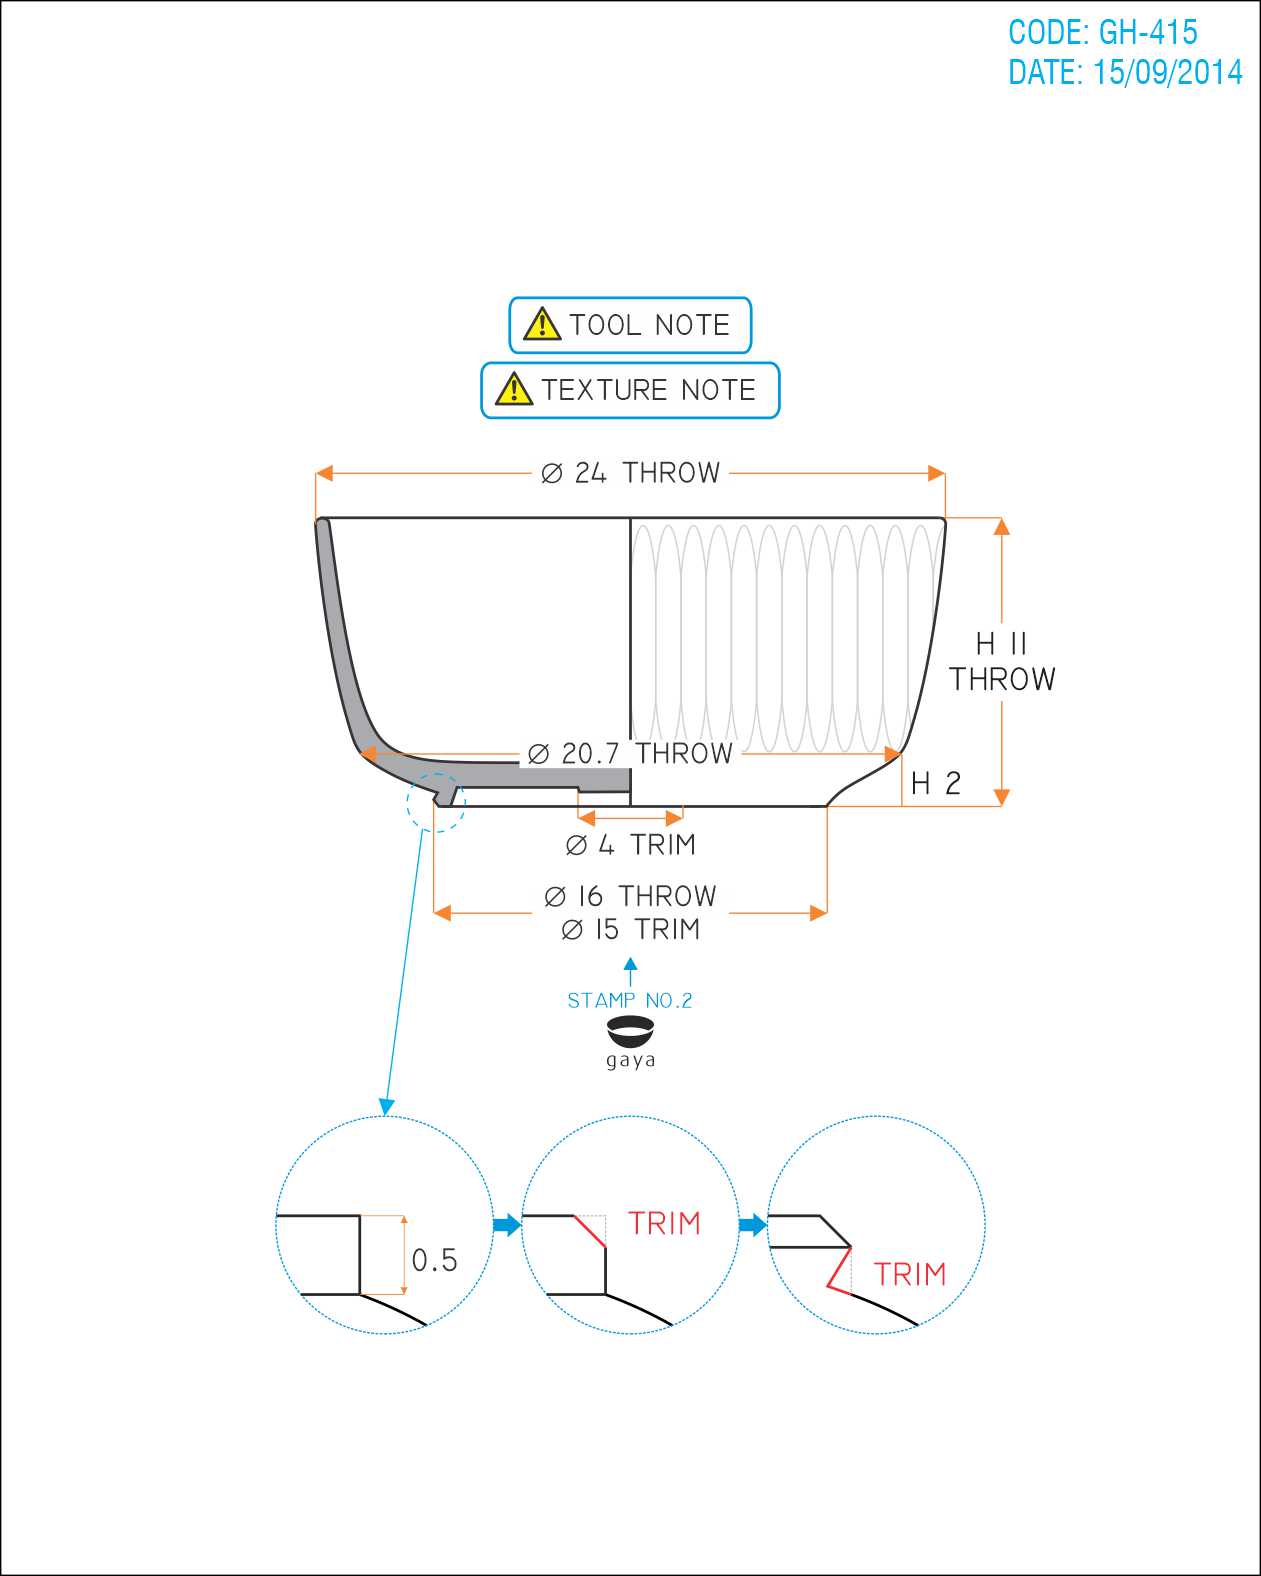 CODE: GH-415
DATE: 15/09/2014
TOOL NOTE
TEXTURE NOTE
Ø 24 THROW
H 11
THROW
Ø 20.7 THROW
H 2
Ø 4 TRIM
Ø 16 THROW
Ø 15 TRIM
STAMP NO.2
gaya
0.5
TRIM
TRIM